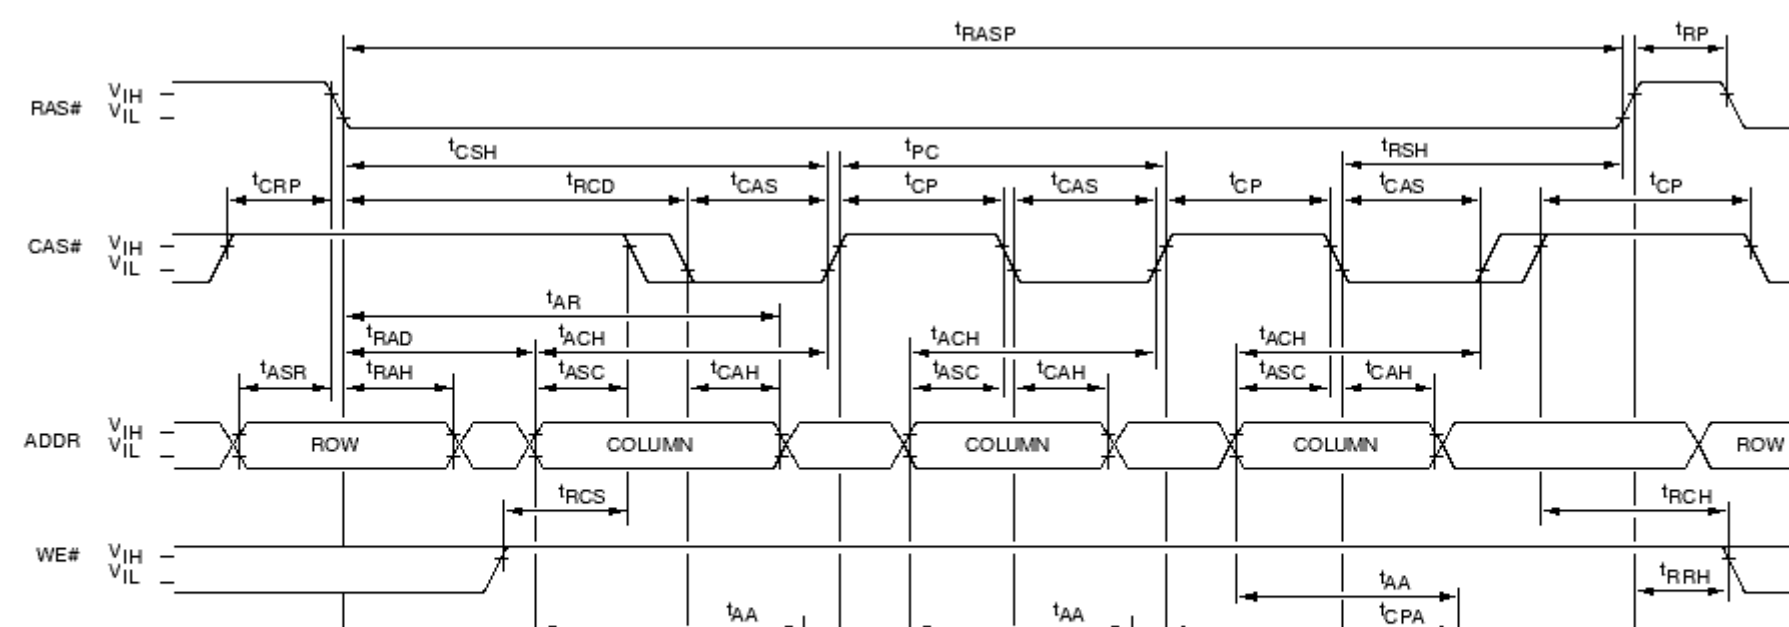 tRASP tRP
RAS# VIH
VIL
tCSH tPC tRSH
tCRP tRCD tCAS tCP tCAS tCP tCAS tCP
CAS# VIH
VIL
tAR
tRAD tACH tACH tACH
tASR tRAH tASC tCAH tASC tCAH tASC tCAH
ADDR VIH
VIL
ROW COLUMN COLUMN COLUMN ROW
tRCS tRCH
WE# VIH
VIL
tAA tRRH
tAA tAA tCPA